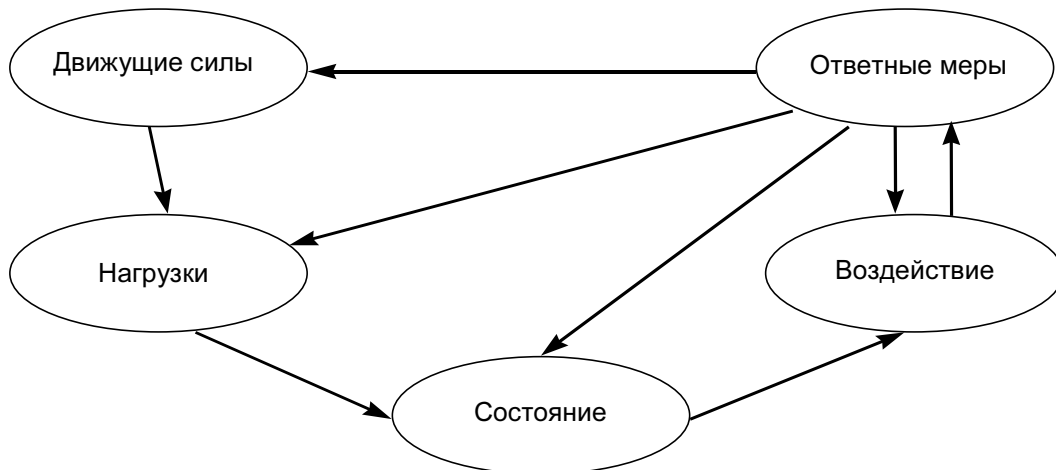 Движущие силы
Ответные меры
Нагрузки
Воздействие
Состояние